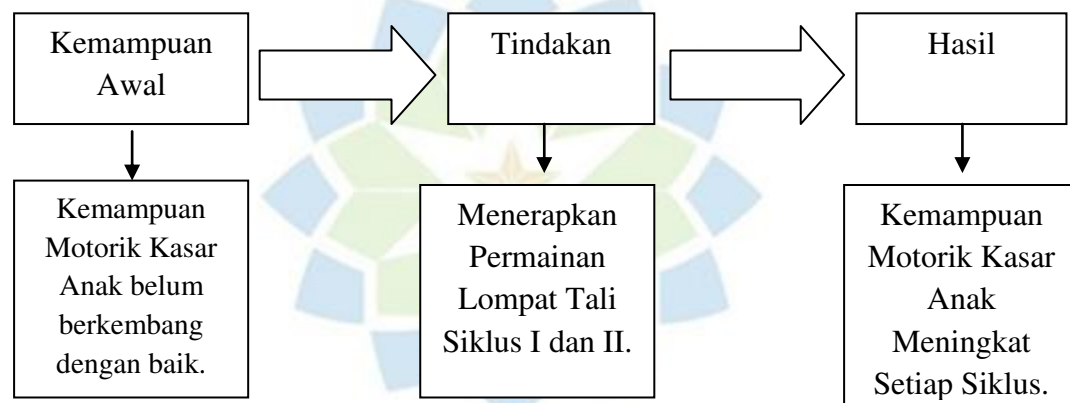 Kemampuan
Awal
Tindakan
Hasil
Kemampuan
Motorik Kasar
Anak belum
berkembang
dengan baik.
Menerapkan
Permainan
Lompat Tali
Siklus I dan II.
Kemampuan
Motorik Kasar
Anak
Meningkat
Setiap Siklus.